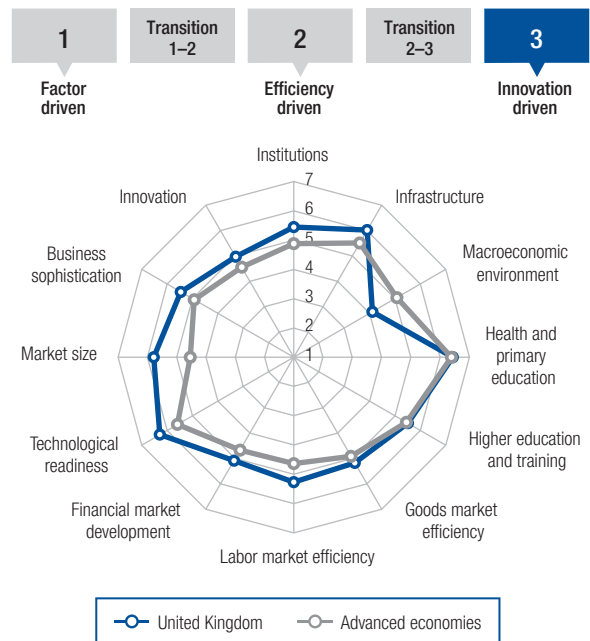 1
Transition
1–2
2
Transition
2–3
3
Factor
driven
Efficiency
driven
Innovation
driven
Institutions
Innovation
Infrastructure
Business
sophistication
Macroeconomic
environment
Market size
Health and
primary
education
Technological
readiness
Higher education
and training
Financial market
development
Goods market
efficiency
Labor market efficiency
7
6
5
4
3
2
1
United Kingdom
Advanced economies